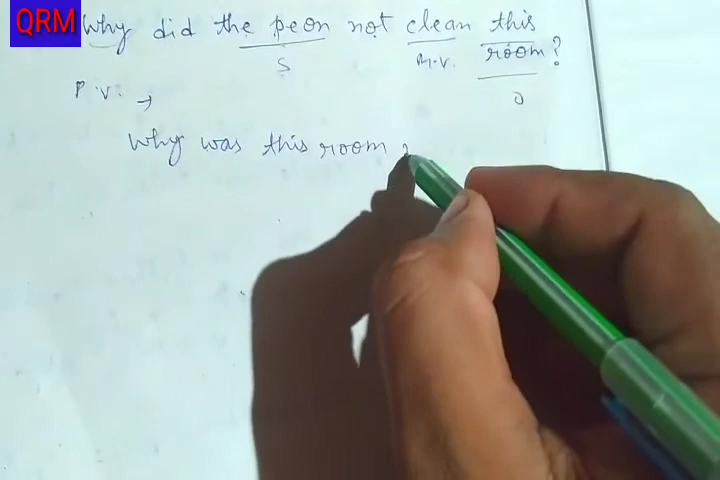 QRM
Why did the peon not clean this
room?
S M.V.
O
P.V. →
Why was this room